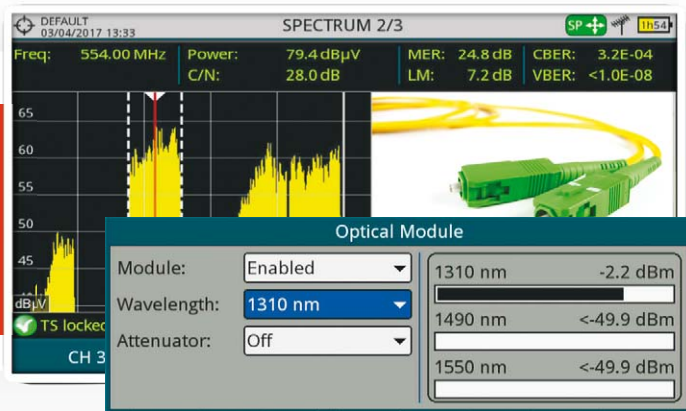 DEFAULT
03/04/2017 13:33
SPECTRUM 2/3
SP
1h54
Freq: 554.00 MHz Power: 79.4 dBµV MER: 24.8 dB CBER: 3.2E-04
C/N: 28.0 dB LM: 7.2 dB VBER: <1.0E-08
65
60
55
50
45
dBµV
TS locked
CH 3
Optical Module
Module: Enabled
Wavelength: 1310 nm
Attenuator: Off
1310 nm -2.2 dBm
1490 nm <-49.9 dBm
1550 nm <-49.9 dBm